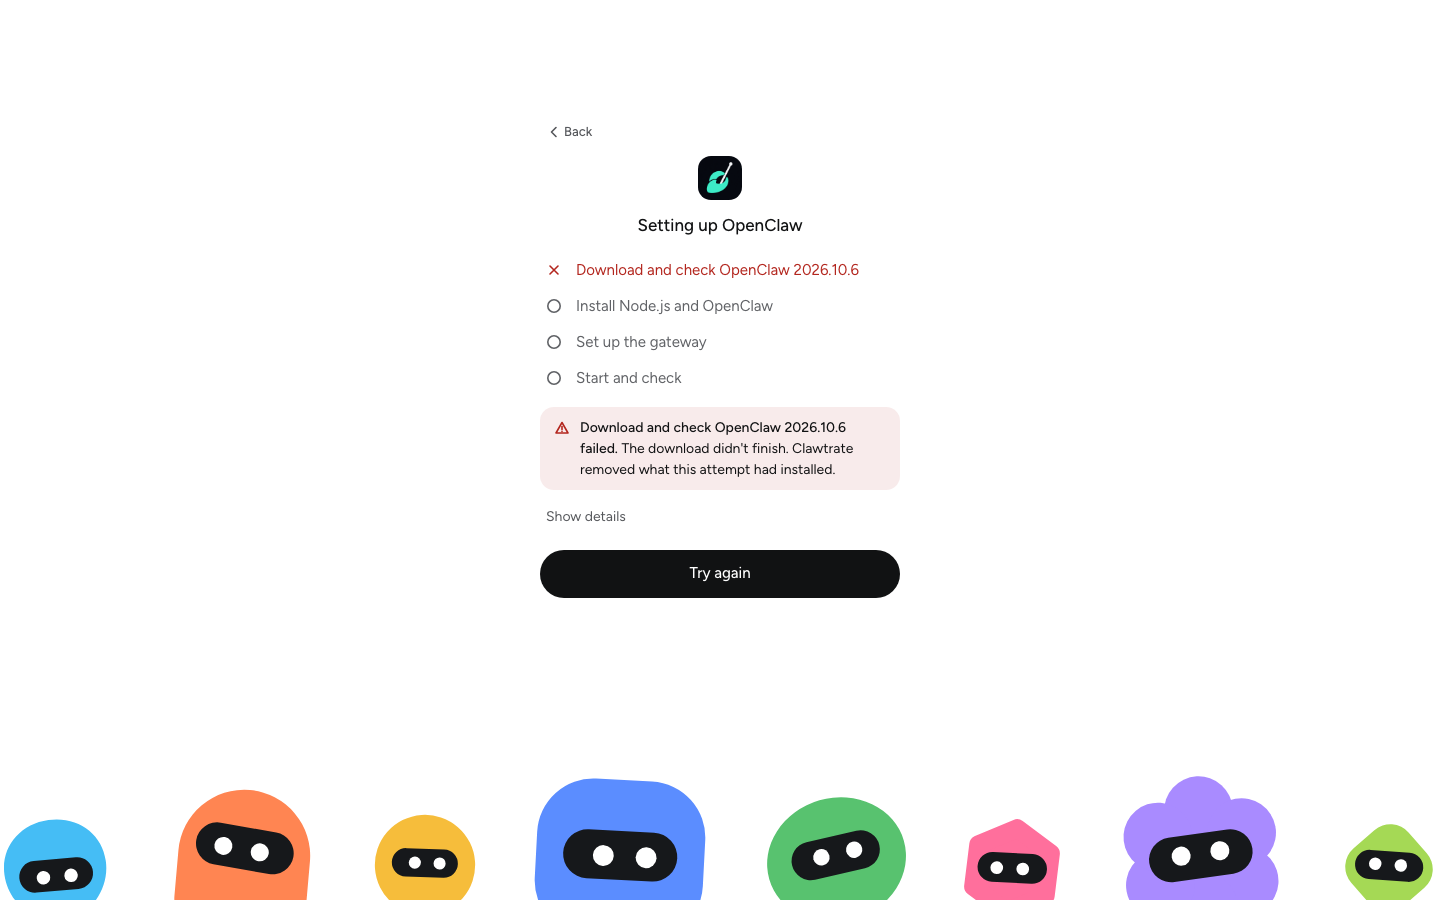 Back
Setting up OpenClaw
Download and check OpenClaw 2026.10.6
Install Node.js and OpenClaw
Set up the gateway
Start and check
Download and check OpenClaw 2026.10.6
failed. The download didn't finish. Clawtrate
removed what this attempt had installed.
Show details
Try again